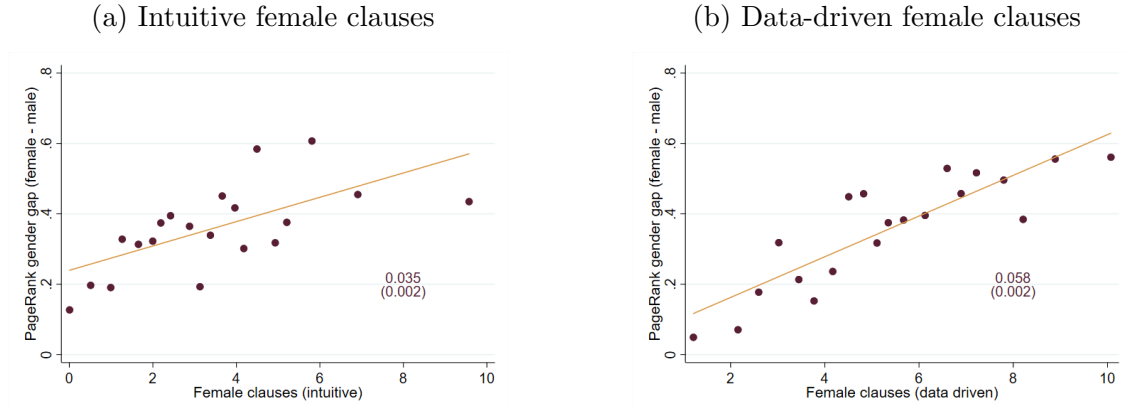 (a) Intuitive female clauses
PageRank gender gap (female - male)
.8
.6
.4
.2
0
0.035
(0.002)
0 2 4 6 8 10
Female clauses (intuitive)
(b) Data-driven female clauses
PageRank gender gap (female - male)
.8
.6
.4
.2
0
0.058
(0.002)
2 4 6 8 10
Female clauses (data driven)